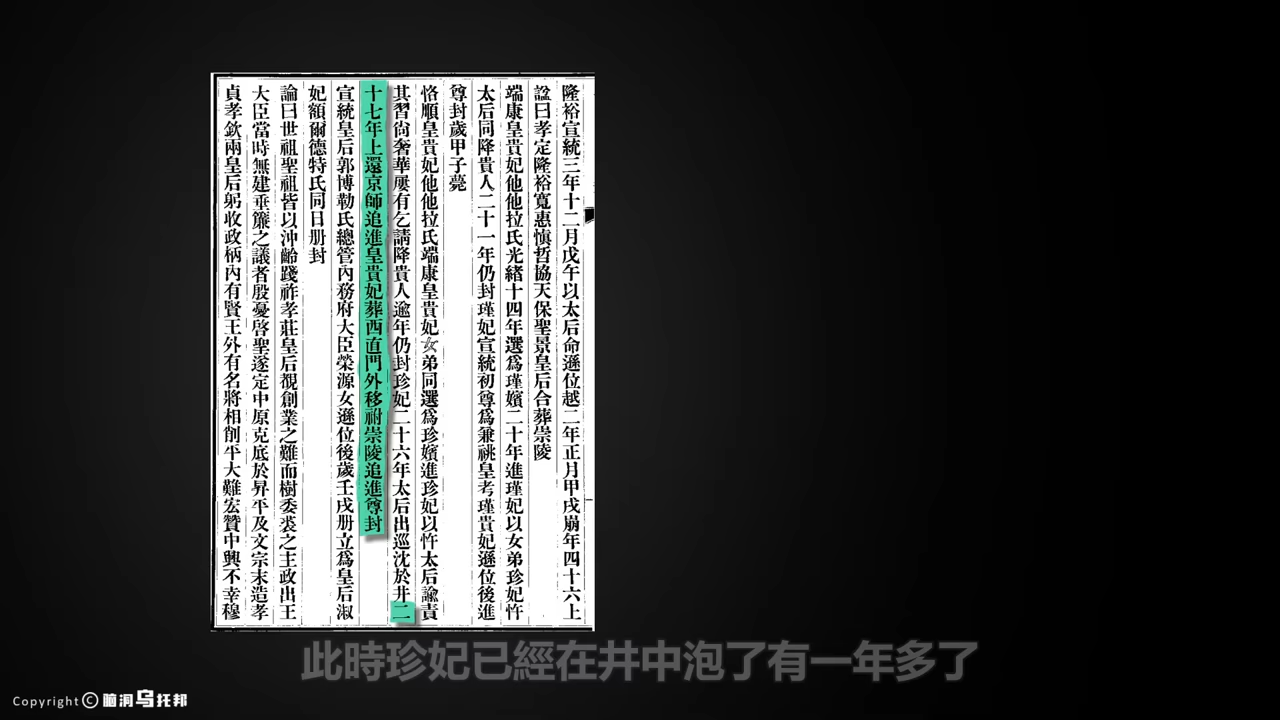 隆裕宣統三年十二月戊午以太后命遜位越二年正月甲戌崩年四十六上
諡曰孝定隆裕寬惠慎哲協天保聖景皇后合葬崇陵
端康皇貴妃他他拉氏光緒十四年選爲瑾嬪二十年進瑾妃以女弟珍妃忤
太后同降貴人二十一年仍封瑾妃宣統初尊爲兼祧皇考瑾貴妃遜位後進
尊封歲甲子薨
恪順皇貴妃他他拉氏端康皇貴妃女弟同選爲珍嬪進珍妃以忤太后諭責
其習尙奢華屢有乞請降貴人逾年仍封珍妃二十六年太后出巡沈於井二
十七年上還京師追進皇貴妃葬西直門外移祔崇陵追進尊封
宣統皇后郭博勒氏總管內務府大臣榮源女遜位後歲壬戌册立爲皇后淑
妃額爾德特氏同日册封
論曰世祖聖祖皆以沖齡踐祚孝莊皇后覩創業之難而樹委裘之主政出王
大臣當時無建垂簾之議者殷憂啓聖遂定中原克底於昇平及文宗末造孝
貞孝欽兩皇后躬收政柄內有賢王外有名將相削平大難宏贊中興不幸穆
此時珍妃已經在井中泡了有一年多了
Copyright©腦洞乌托邦